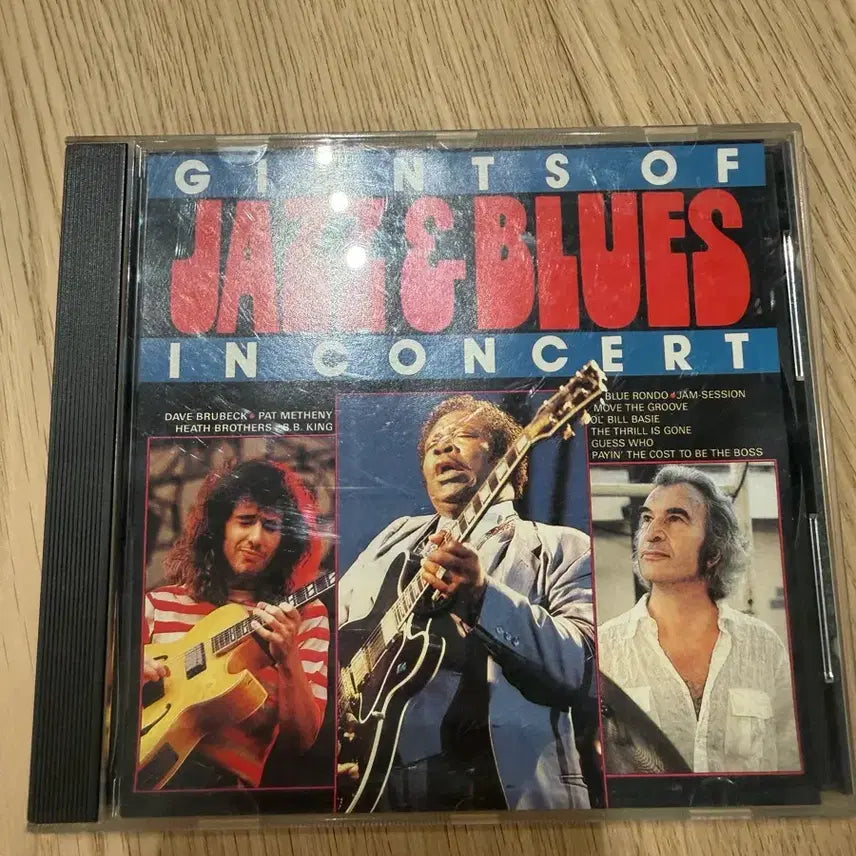 GIANTS OF
JAZZ & BLUES
IN CONCERT
DAVE BRUBECK • PAT METHENY
HEATH BROTHERS • B.B. KING
BLUE RONDO • JAM-SESSION
MOVE THE GROOVE
OL' BILL BASIE
THE THRILL IS GONE
GUESS WHO
PAYIN' THE COST TO BE THE BOSS